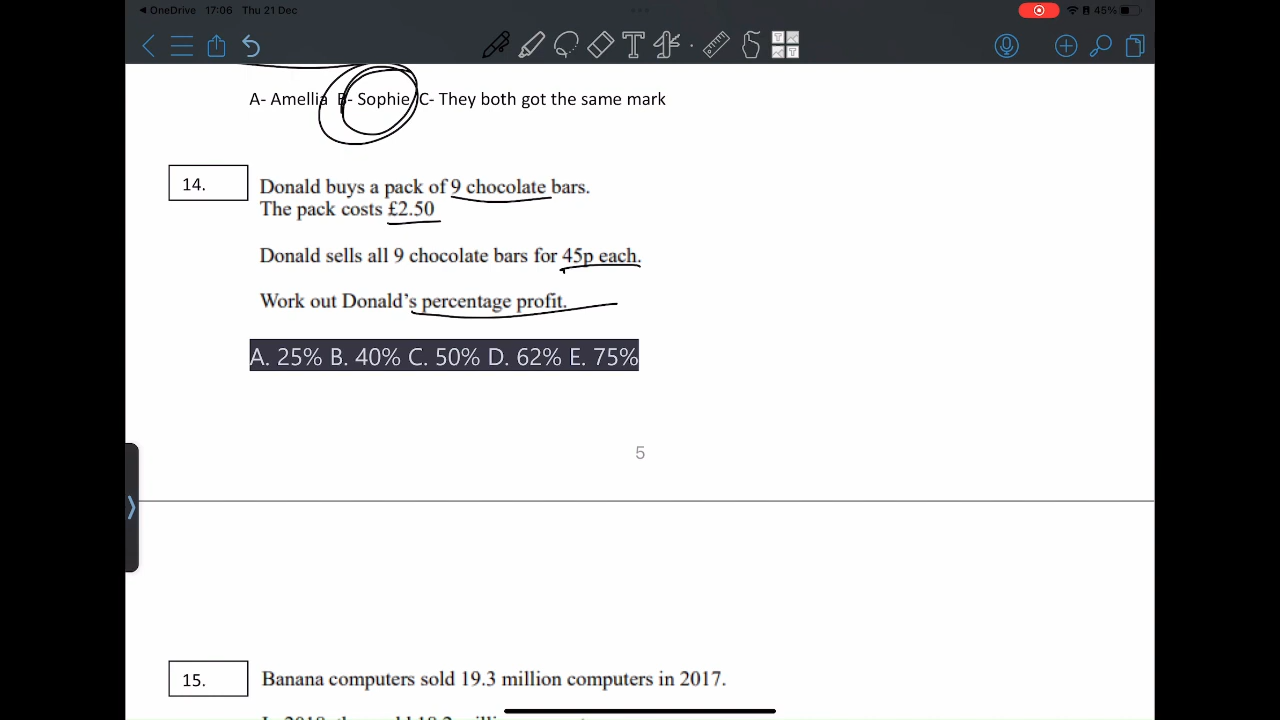 OneDrive 17:06 Thu 21 Dec 45%
A- Amellia B- Sophie C- They both got the same mark
14. Donald buys a pack of 9 chocolate bars.
The pack costs £2.50
Donald sells all 9 chocolate bars for 45p each.
Work out Donald's percentage profit.
A. 25% B. 40% C. 50% D. 62% E. 75%
5
15. Banana computers sold 19.3 million computers in 2017.